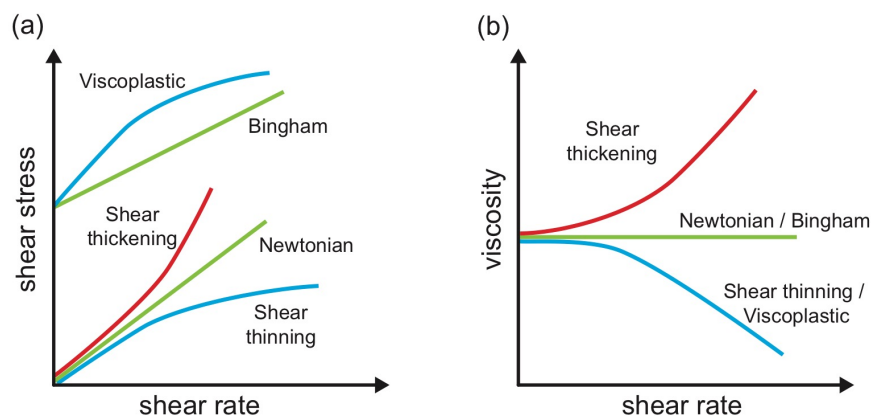 (a)
Viscoplastic
Bingham
Shear
thickening
Newtonian
Shear
thinning
shear stress
shear rate
(b)
Shear
thickening
Newtonian / Bingham
Shear thinning /
Viscoplastic
viscosity
shear rate